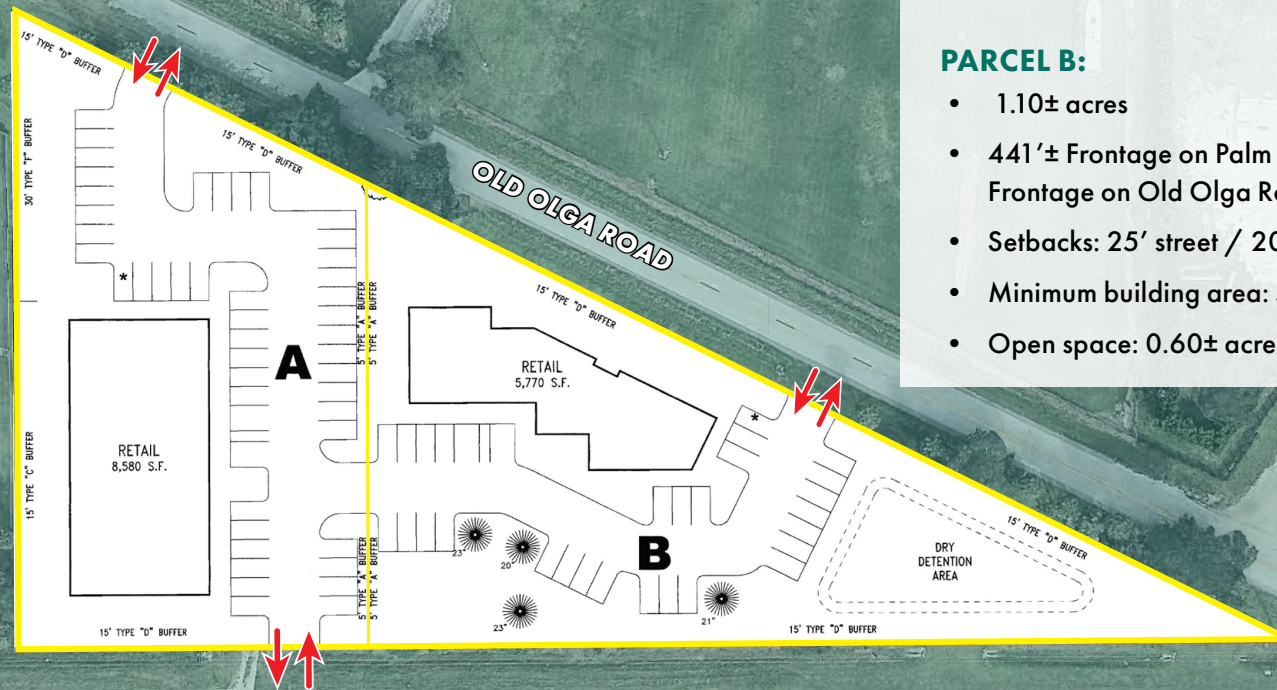 15' TYPE "D" BUFFER
30' TYPE "F" BUFFER
15' TYPE "D" BUFFER
OLD OLGA ROAD
*
5' TYPE "A" BUFFER
5' TYPE "A" BUFFER
15' TYPE "D" BUFFER
A
RETAIL
5,770 S.F.
RETAIL
8,580 S.F.
15' TYPE "C" BUFFER
*
23"
20"
23"
21"
B
5' TYPE "A" BUFFER
5' TYPE "A" BUFFER
DRY
DETENTION
AREA
15' TYPE "D" BUFFER
15' TYPE "D" BUFFER
15' TYPE "D" BUFFER
PARCEL B:
• 1.10± acres
• 441'± Frontage on Palm
Frontage on Old Olga
• Setbacks: 25' street /
• Minimum building area:
• Open space: 0.60± acre